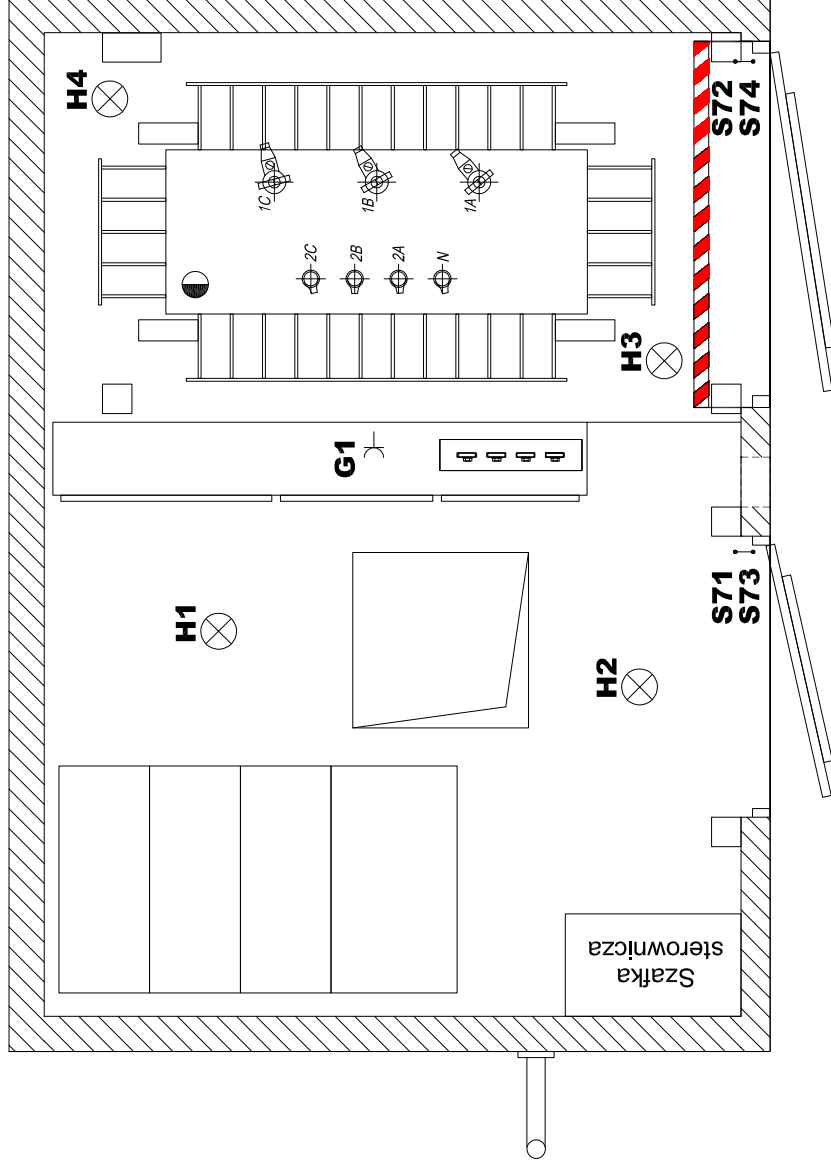 H4
S72
S74
1C
1B
1A
2C
2B
2A
N
H3
G1
H1
S71
S73
H2
Szafka
sterownicza